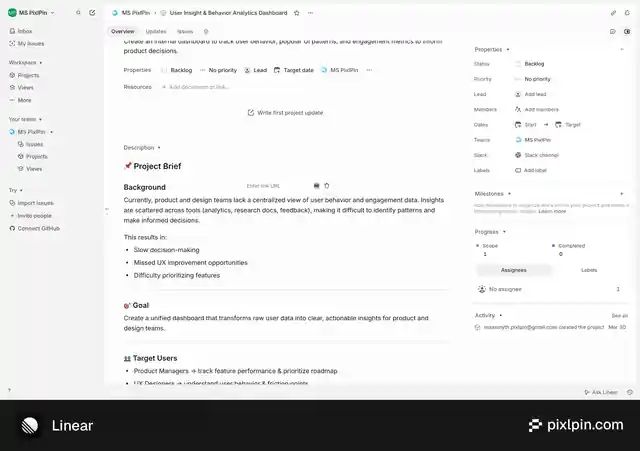 MS PixlPin
MS PixlPin › User Insight & Behavior Analytics Dashboard
Inbox
My Issues
Workspace
Projects
Views
More
Your teams
MS PixlPin
Issues
Projects
Views
Try
Import issues
Invite people
Connect GitHub
Overview Updates Issues
Create an internal dashboard to track user behavior, popular UI patterns, and engagement metrics to inform
product decisions.
Properties Backlog No priority Lead Target date MS PixlPin
Resources + Add document or link...
Write first project update
Description
📌 Project Brief
Background
Enter link URL
Currently, product and design teams lack a centralized view of user behavior and engagement data. Insights
are scattered across tools (analytics, research docs, feedback), making it difficult to identify patterns and
make informed decisions.
This results in:
• Slow decision-making
• Missed UX improvement opportunities
• Difficulty prioritizing features
🎯 Goal
Create a unified dashboard that transforms raw user data into clear, actionable insights for product and
design teams.
👥 Target Users
• Product Managers → track feature performance & prioritize roadmap
• UX Designers → understand user behavior & friction points
Properties
Status Backlog
Priority No priority
Lead Add lead
Members Add members
Dates Start → Target
Teams MS PixlPin
Slack Slack channel
Labels Add label
Milestones
Learn more
Progress
Scope Completed
1 0
Assignees Labels
No assignee 1
Activity See all
created the project Mar 30
?
Ask Linear
Linear
pixlpin.com